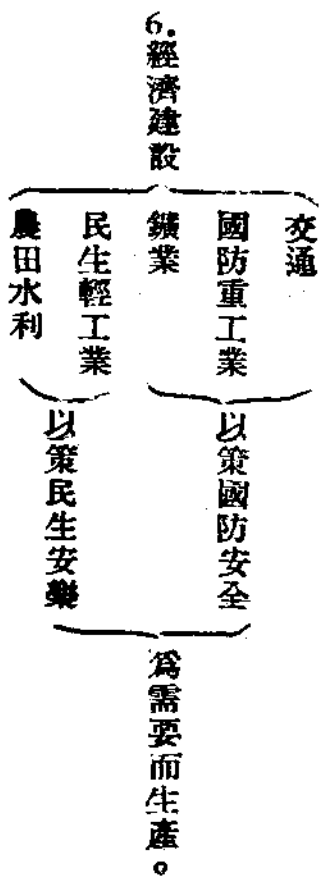 6.經濟建設
交通
國防重工業
鑛業
民生輕工業
農田水利
以策國防安全
以策民生安樂
爲需要而生產。